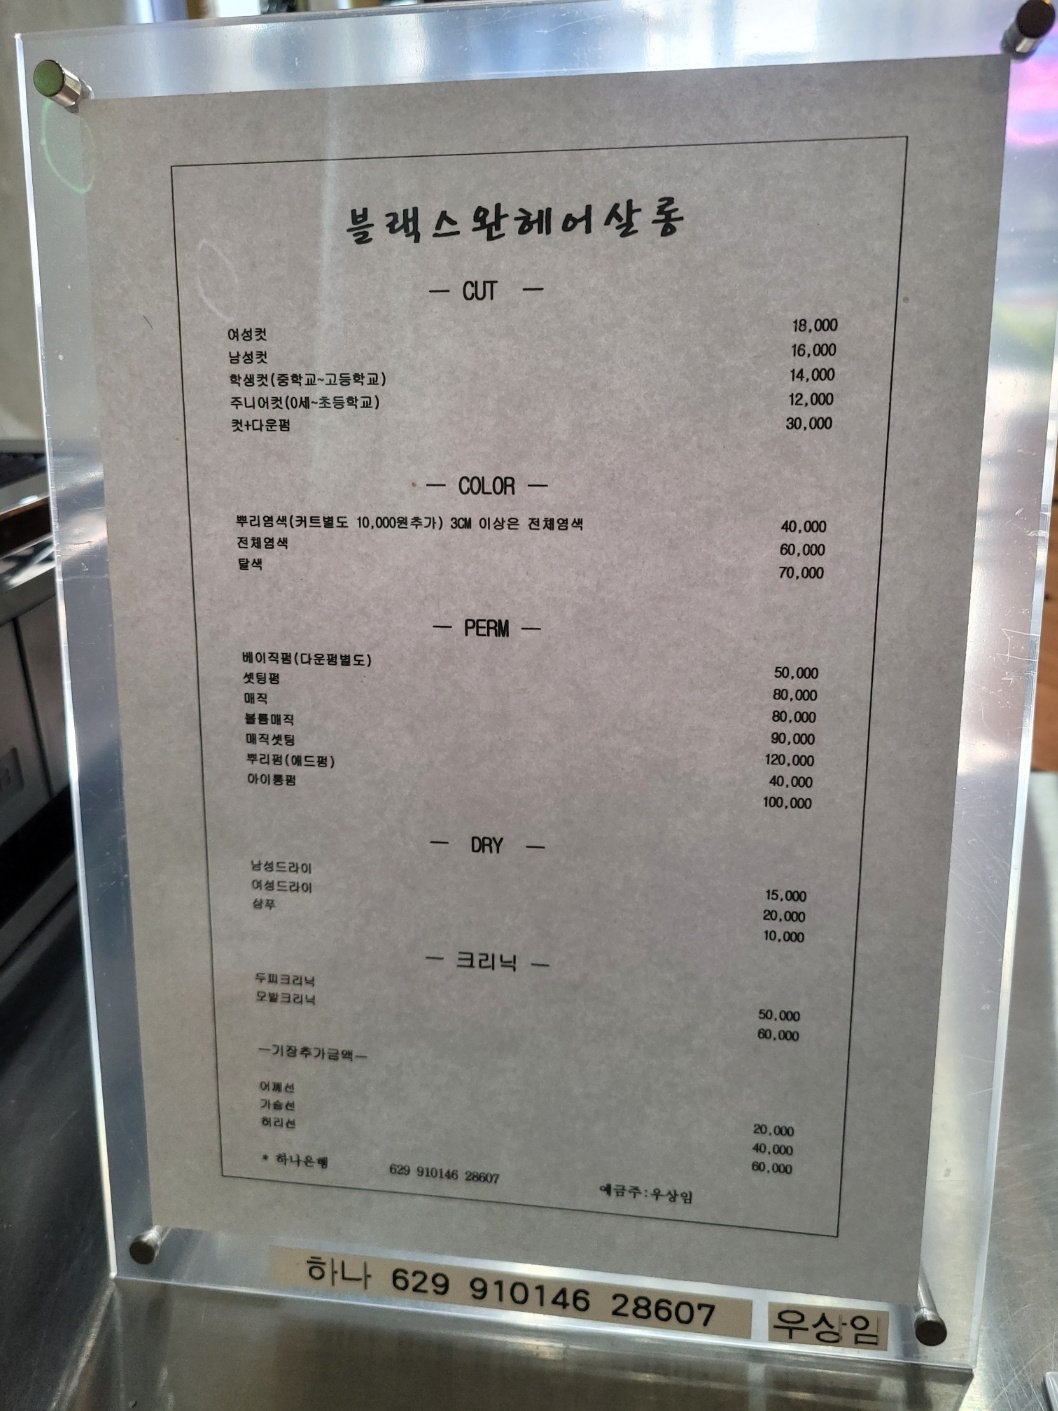 블랙스완헤어살롱
— CUT —
여성컷 18,000
남성컷 16,000
학생컷(중학교~고등학교) 14,000
주니어컷(0세~초등학교) 12,000
컷+다운펌 30,000
— COLOR —
뿌리염색(커트별도 10,000원추가) 3CM 이상은 전체염색 40,000
전체염색 60,000
탈색 70,000
— PERM —
베이직펌(다운펌별도) 50,000
셋팅펌 80,000
매직 80,000
볼륨매직 90,000
매직셋팅 120,000
뿌리펌(애드펌) 40,000
아이롱펌 100,000
— DRY —
남성드라이 15,000
여성드라이 20,000
샴푸 10,000
— 크리닉 —
두피크리닉 50,000
모발크리닉 60,000
—기장추가금액—
어깨선 20,000
가슴선 40,000
허리선 60,000
* 하나은행 629 910146 28607 예금주:우상임
하나 629 910146 28607 우상임